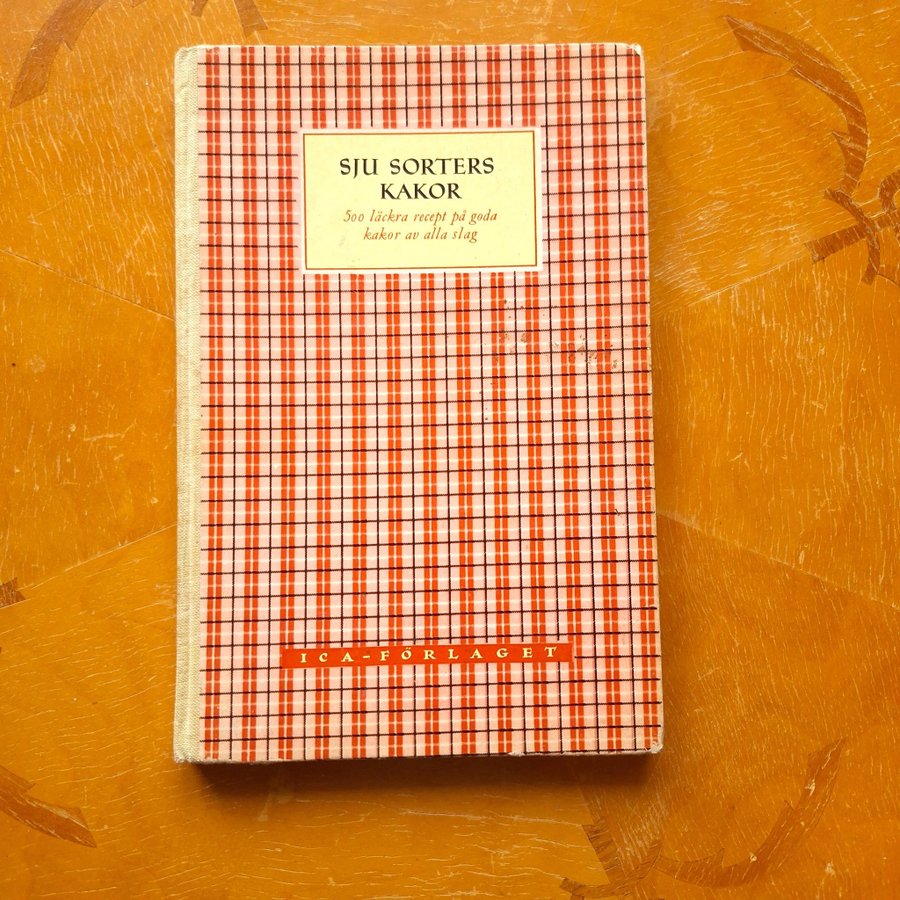 SJU SORTERS
KAKOR
500 läckra recept på goda
kakor av alla slag
ICA-FÖRLAGET